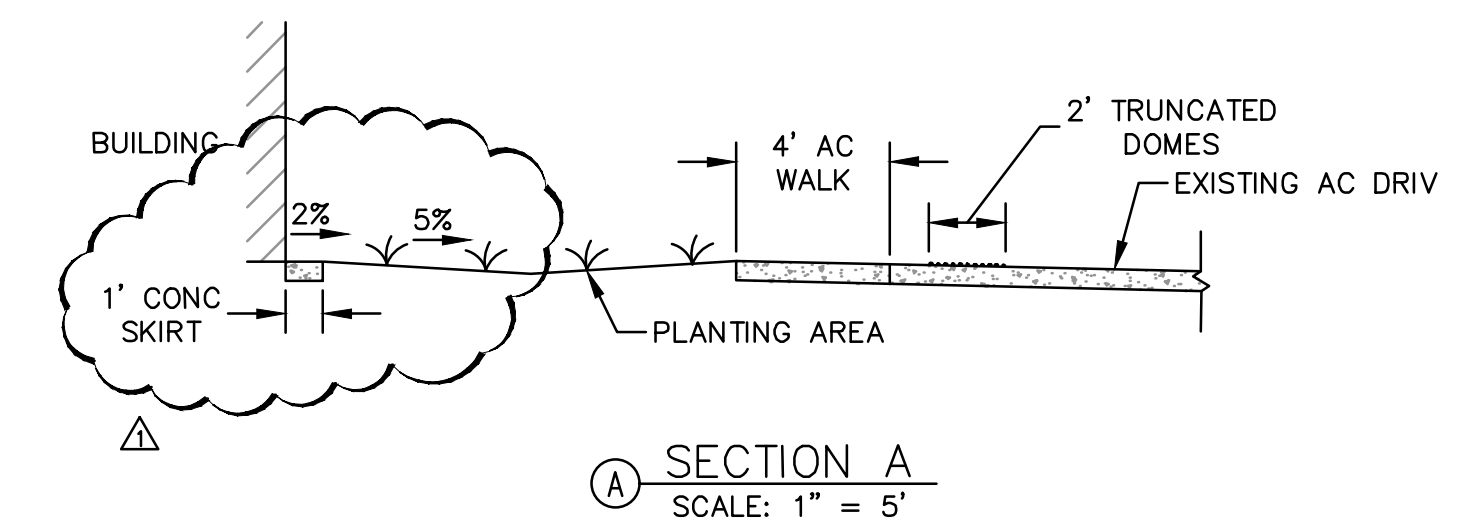 BUILDING
2%
5%
1' CONC
SKIRT
4' AC
WALK
2' TRUNCATED
DOMES
EXISTING AC DRIV
PLANTING AREA
1
A
SECTION A
SCALE: 1" = 5'